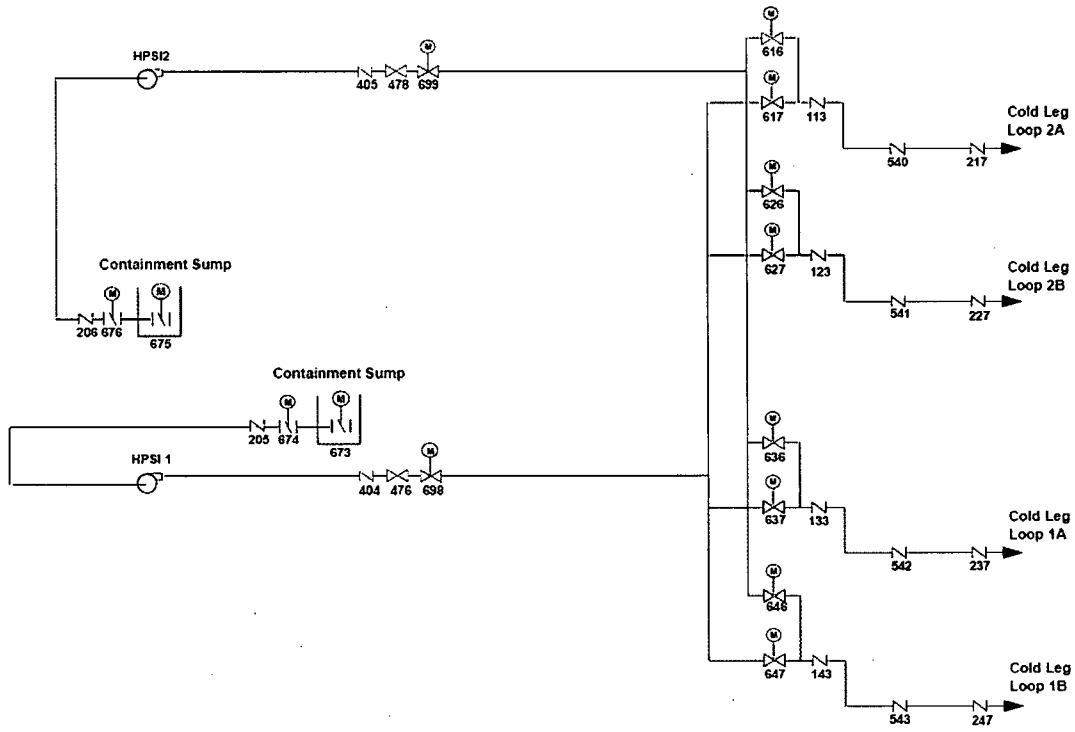 M
616
HPSI2
M
405 478 699
M
617 113
Cold Leg
Loop 2A
540 217
M
626
M
627 123
Cold Leg
Loop 2B
541 227
Containment Sump
M M
206 676
675
Containment Sump
M M
205 674
673
HPSI 1
M
404 476 698
M
636
M
637 133
Cold Leg
Loop 1A
542 237
M
646
M
647 143
Cold Leg
Loop 1B
543 247